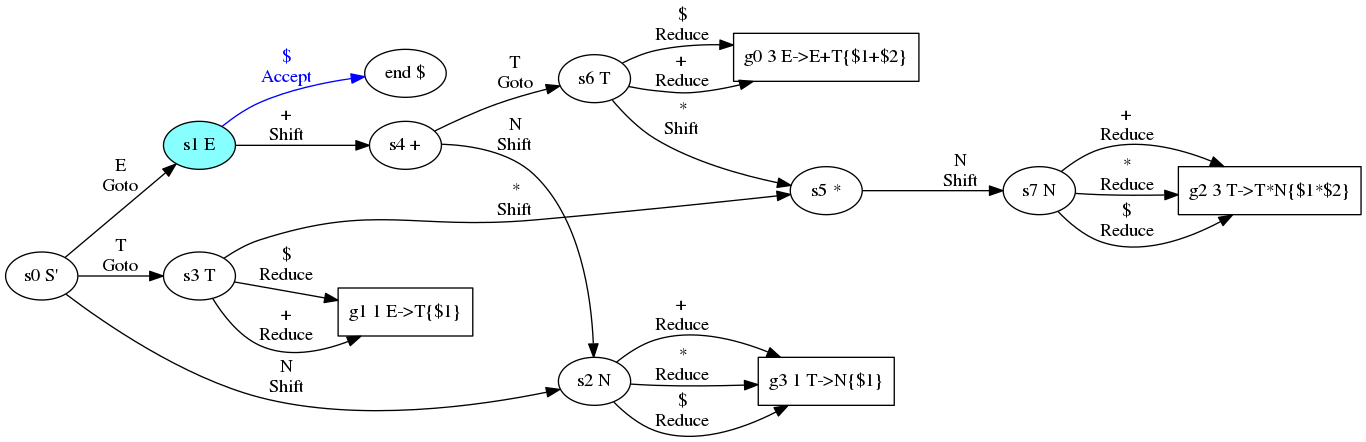 $
Reduce
g0 3 E->E+T{$1+$2}
+
Reduce
$
Accept
end $
T
Goto
s6 T
*
Shift
+
Shift
s1 E
s4 +
N
Shift
E
Goto
*
Shift
s5 *
N
Shift
s7 N
+
Reduce
*
Reduce
$
Reduce
g2 3 T->T*N{$1*$2}
s0 S'
T
Goto
s3 T
$
Reduce
g1 1 E->T{$1}
+
Reduce
N
Shift
s2 N
+
Reduce
*
Reduce
$
Reduce
g3 1 T->N{$1}